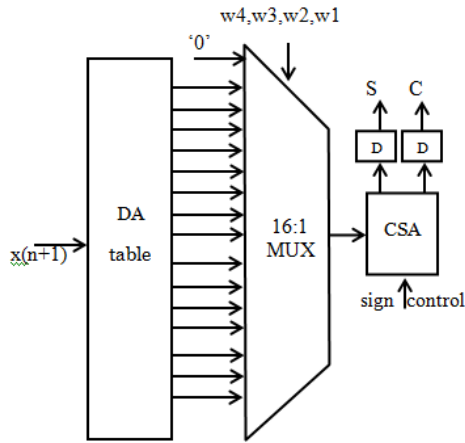 w4,w3,w2,w1
‘0’
S C
D D
DA
table
16:1
MUX
CSA
x(n+1)
sign control